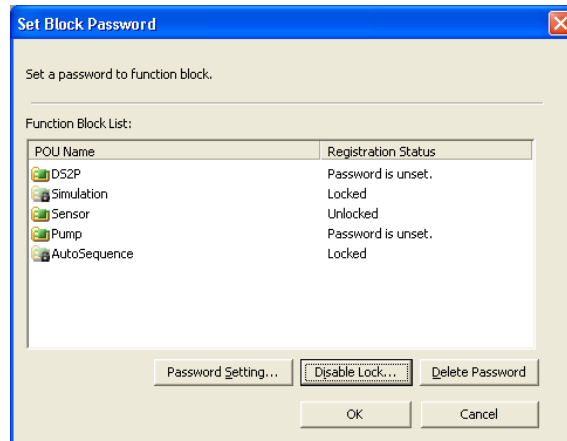 Set Block Password
Set a password to function block.
Function Block List:
POU Name Registration Status
DS2P Password is unset.
Simulation Locked
Sensor Unlocked
Pump Password is unset.
AutoSequence Locked
Password Setting... Disable Lock... Delete Password
OK Cancel